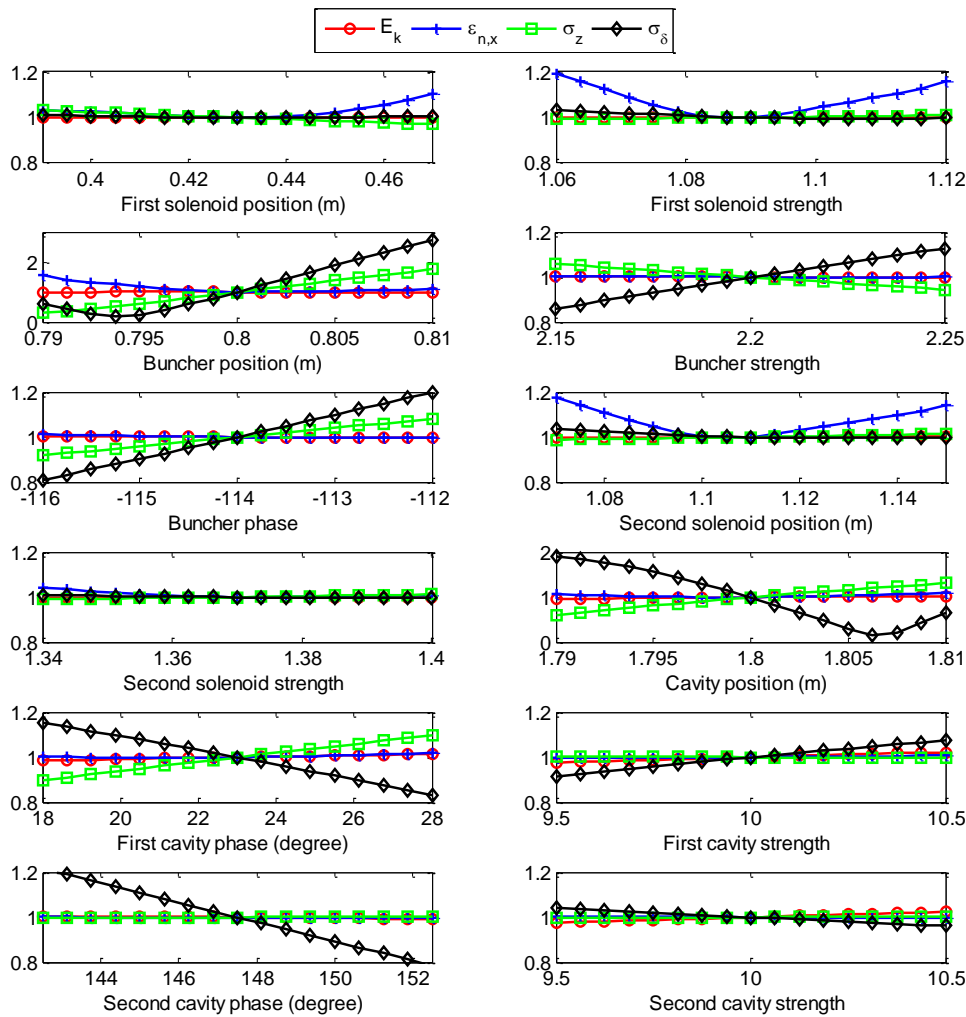 E_k ε_n,x σ_z σ_δ
1.2
1
0.8
0.4 0.42 0.44 0.46
First solenoid position (m)
1.2
1
0.8
1.06 1.08 1.1 1.12
First solenoid strength
2
0
0.79 0.795 0.8 0.805 0.81
Buncher position (m)
1.2
1
0.8
2.15 2.2 2.25
Buncher strength
1.2
1
0.8
-116 -115 -114 -113 -112
Buncher phase
1.2
1
0.8
1.08 1.1 1.12 1.14
Second solenoid position (m)
1.2
1
0.8
1.34 1.36 1.38 1.4
Second solenoid strength
2
1
0
1.79 1.795 1.8 1.805 1.81
Cavity position (m)
1.2
1
0.8
18 20 22 24 26 28
First cavity phase (degree)
1.2
1
0.8
9.5 10 10.5
First cavity strength
1.2
1
0.8
144 146 148 150 152
Second cavity phase (degree)
1.2
1
0.8
9.5 10 10.5
Second cavity strength